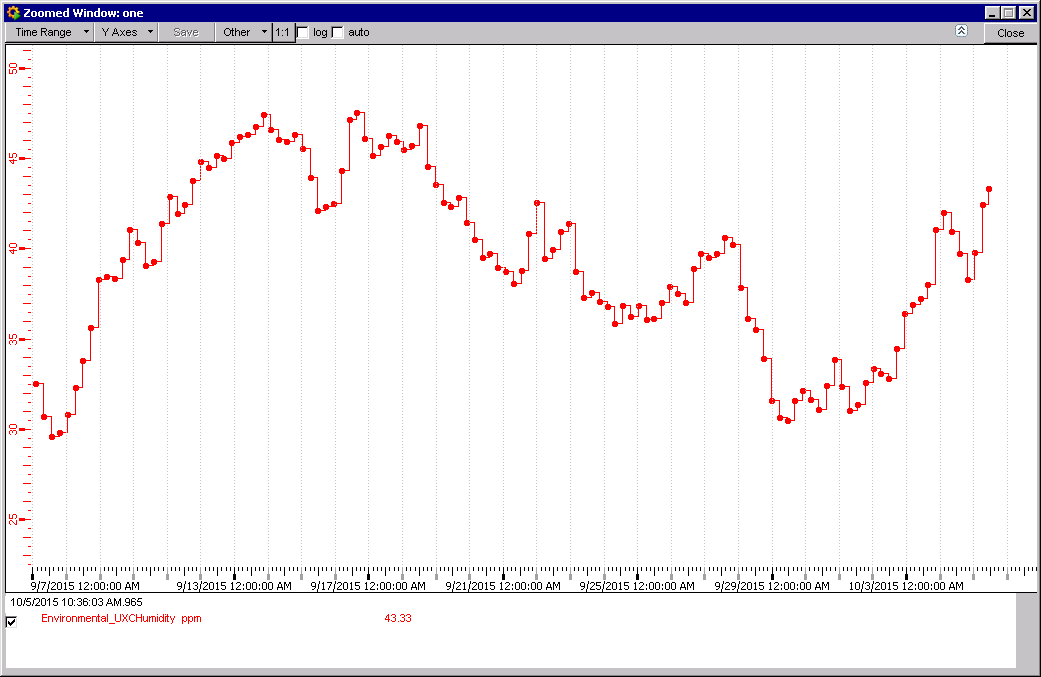 Zoomed Window: one
Time Range Y Axes Save Other 1:1 log auto Close
50
45
40
35
30
25
9/7/2015 12:00:00 AM 9/13/2015 12:00:00 AM 9/17/2015 12:00:00 AM 9/21/2015 12:00:00 AM 9/25/2015 12:00:00 AM 9/29/2015 12:00:00 AM 10/3/2015 12:00:00 AM
10/5/2015 10:36:03 AM.965
Environmental_UXCHumidity ppm 43.33